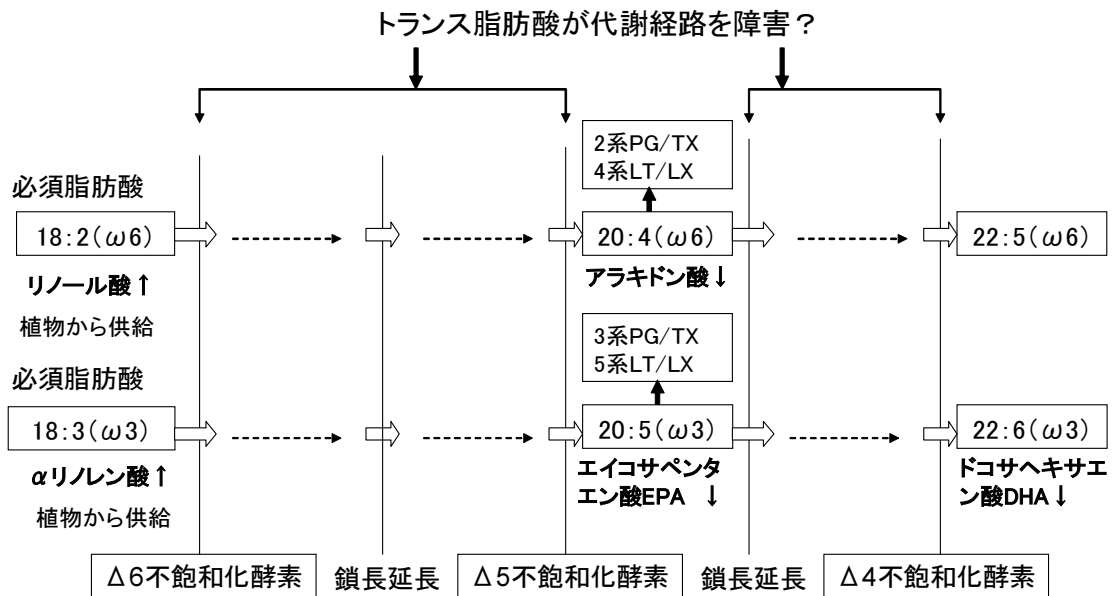 トランス脂肪酸が代謝経路を障害？
2系PG/TX
4系LT/LX
必須脂肪酸
18:2(ω6)
20:4(ω6)
22:5(ω6)
リノール酸↑
アラキドン酸↓
植物から供給
3系PG/TX
5系LT/LX
必須脂肪酸
18:3(ω3)
20:5(ω3)
22:6(ω3)
αリノレン酸↑
エイコサペンタ
エン酸EPA ↓
ドコサヘキサエ
ン酸DHA↓
植物から供給
Δ6不飽和化酵素
鎖長延長
Δ5不飽和化酵素
鎖長延長
Δ4不飽和化酵素